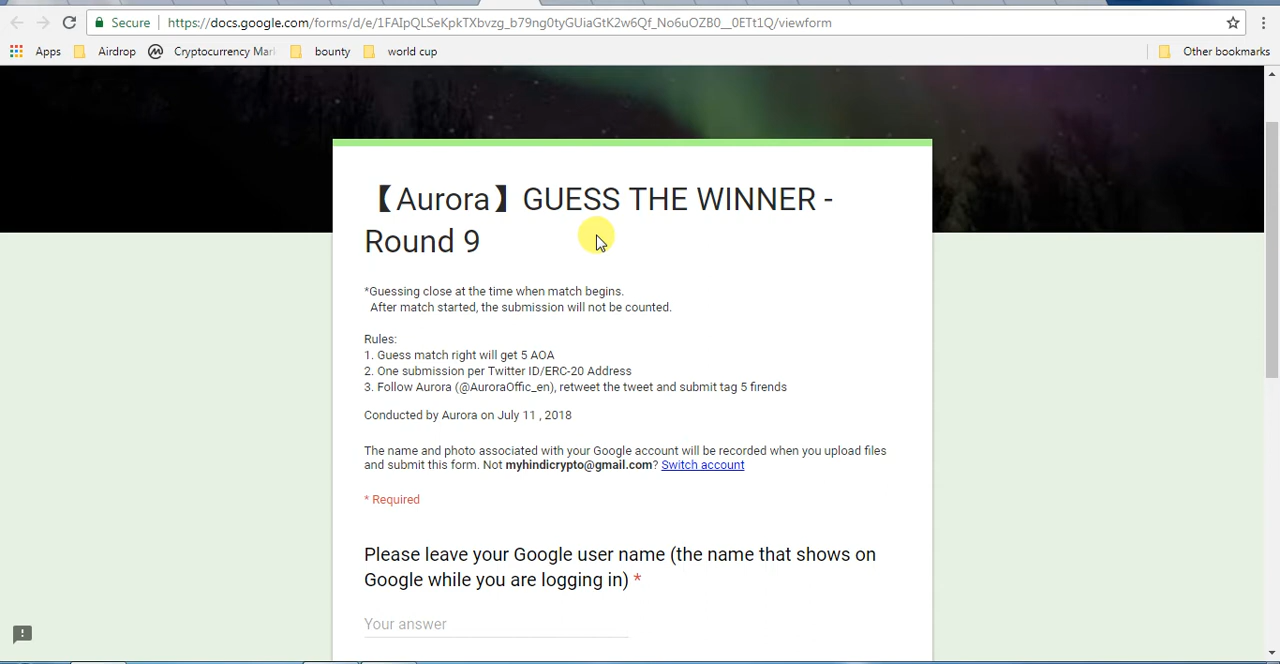 Secure https://docs.google.com/forms/d/e/1FAIpQLSeKpkTXbvzg_b79ng0tyGUiaGtK2w6Qf_No6uOZB0__0ETt1Q/viewform
Apps Airdrop Cryptocurrency Mar bounty world cup Other bookmarks
【Aurora】GUESS THE WINNER -
Round 9
*Guessing close at the time when match begins.
After match started, the submission will not be counted.
Rules:
1. Guess match right will get 5 AOA
2. One submission per Twitter ID/ERC-20 Address
3. Follow Aurora (@AuroraOffic_en), retweet the tweet and submit tag 5 firends
Conducted by Aurora on July 11 , 2018
The name and photo associated with your Google account will be recorded when you upload files
and submit this form. Not myhindicrypto@gmail.com? Switch account
* Required
Please leave your Google user name (the name that shows on
Google while you are logging in) *
Your answer